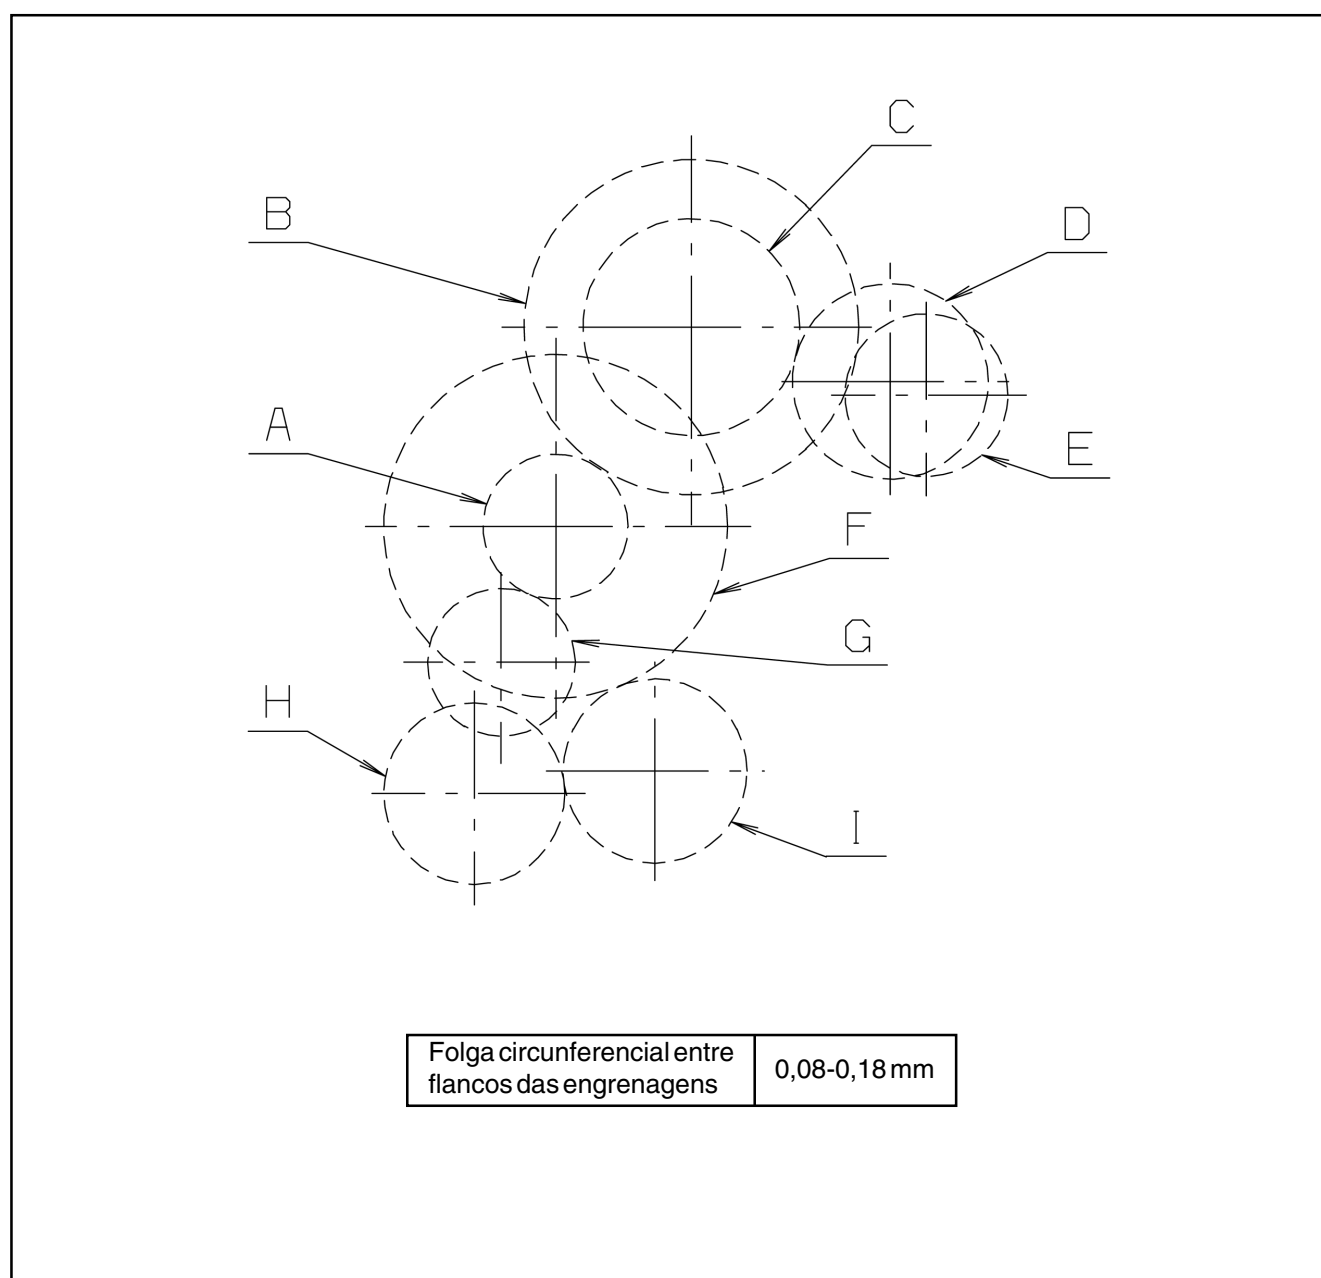 C
B
D
A
E
F
G
H
I
Folga circunferencial entre
flancos das engrenagens
0,08-0,18 mm